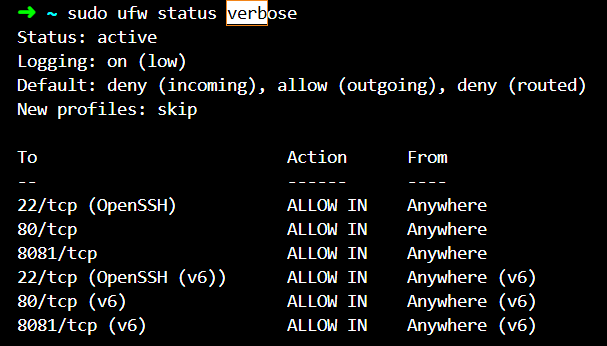 ➜ ~ sudo ufw status verbose
Status: active
Logging: on (low)
Default: deny (incoming), allow (outgoing), deny (routed)
New profiles: skip

To                         Action      From
--                         ------      ----
22/tcp (OpenSSH)           ALLOW IN    Anywhere
80/tcp                     ALLOW IN    Anywhere
8081/tcp                   ALLOW IN    Anywhere
22/tcp (OpenSSH (v6))      ALLOW IN    Anywhere (v6)
80/tcp (v6)                ALLOW IN    Anywhere (v6)
8081/tcp (v6)              ALLOW IN    Anywhere (v6)